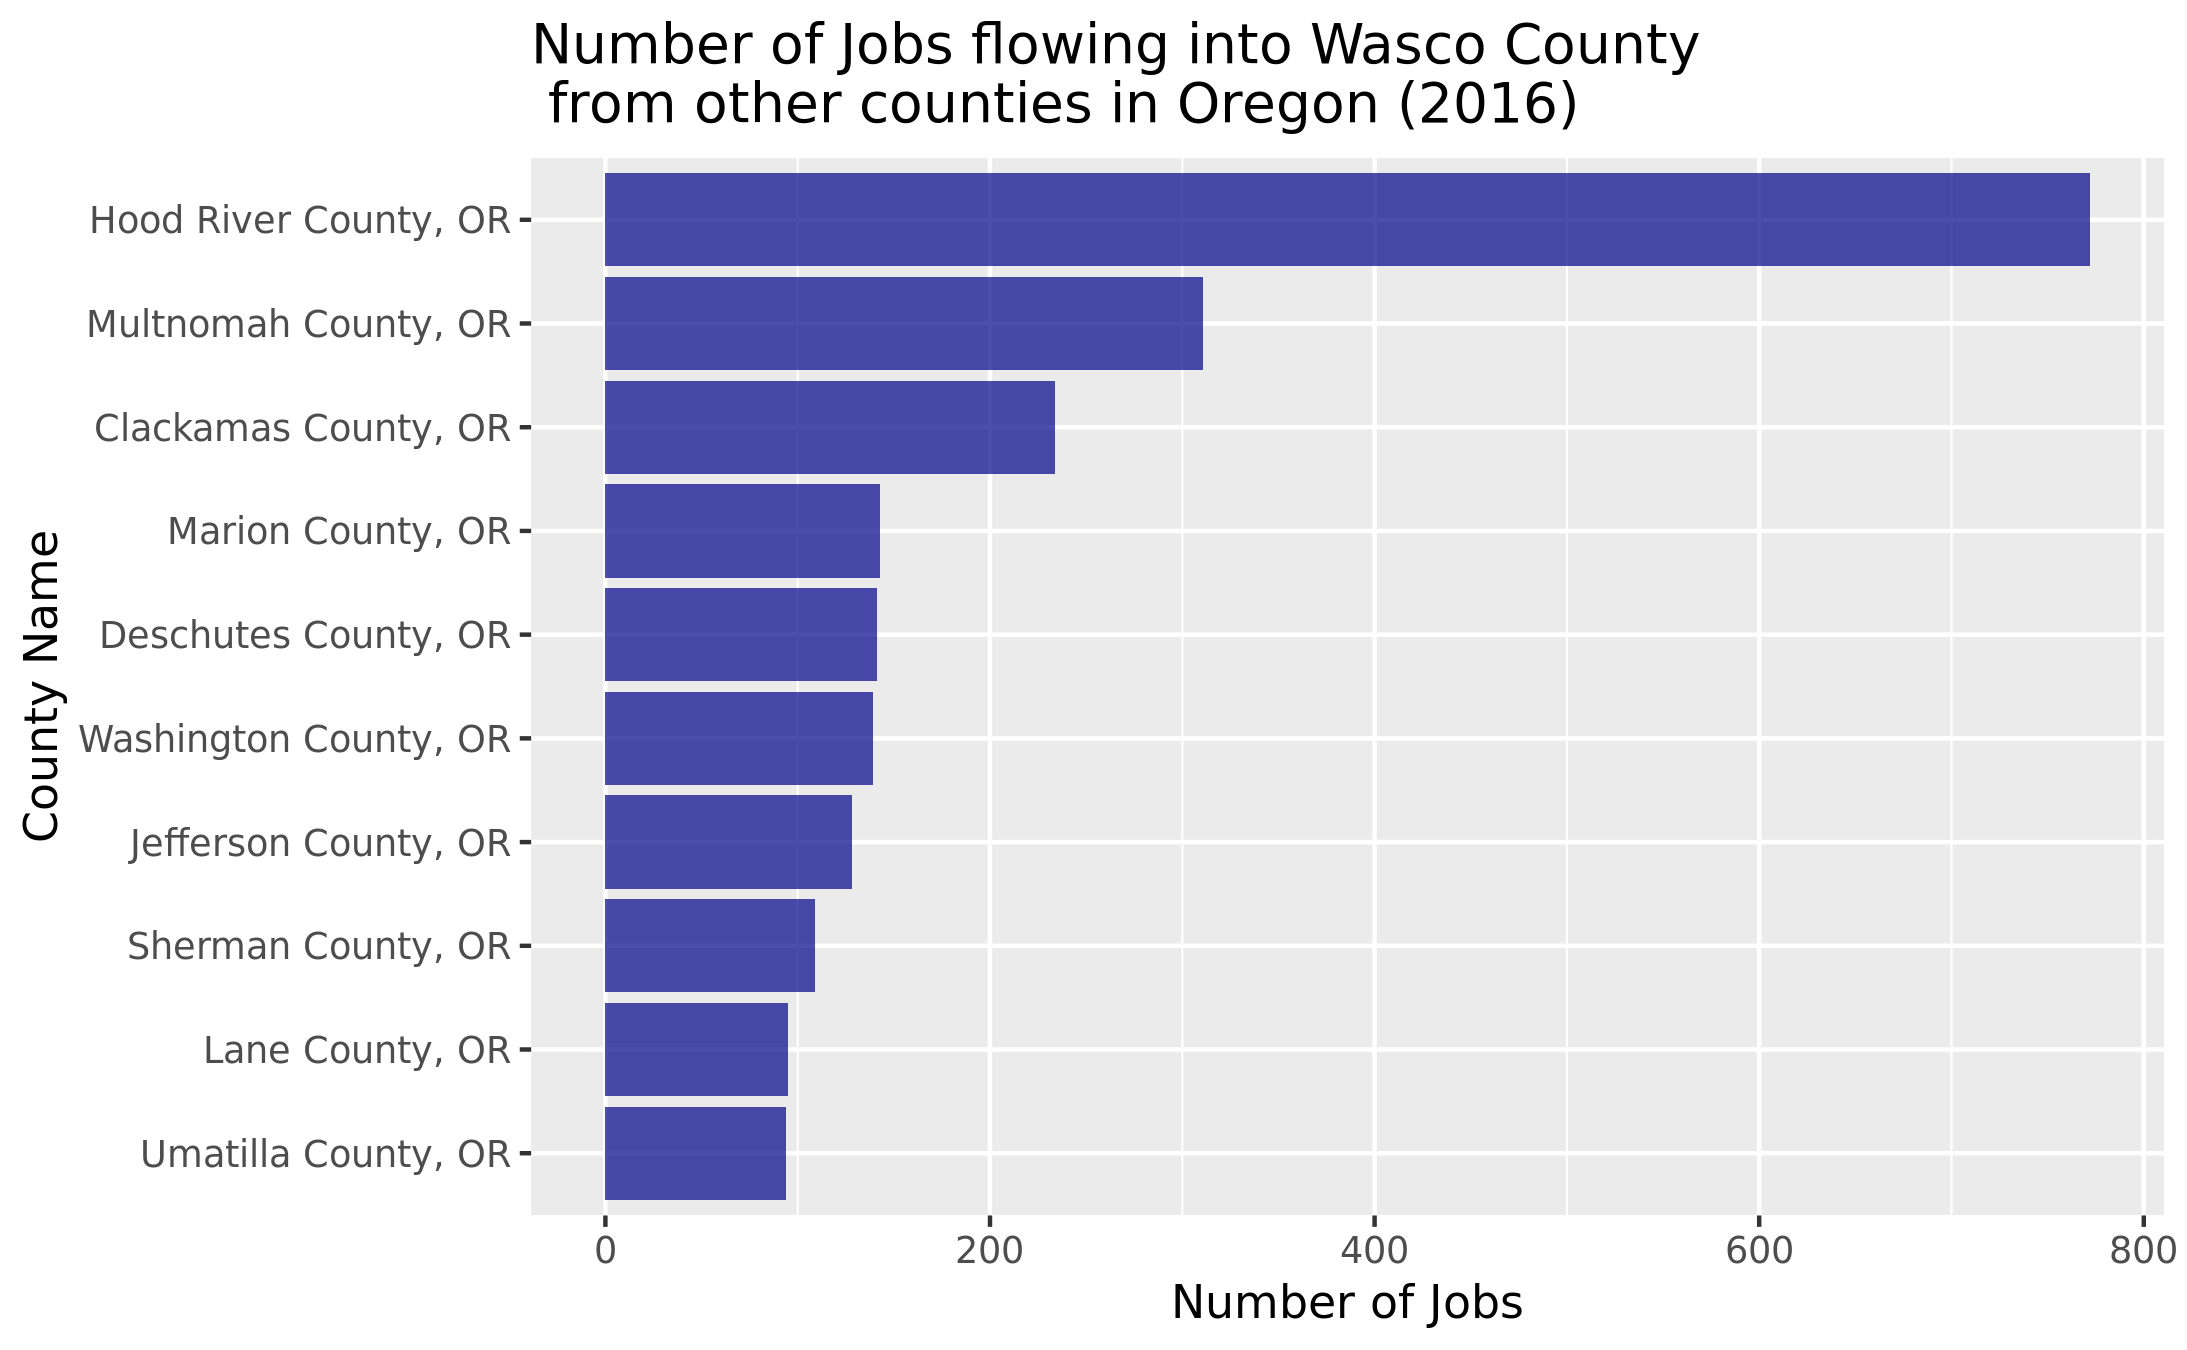 Number of Jobs flowing into Wasco County
from other counties in Oregon (2016)
County Name
Hood River County, OR
Multnomah County, OR
Clackamas County, OR
Marion County, OR
Deschutes County, OR
Washington County, OR
Jefferson County, OR
Sherman County, OR
Lane County, OR
Umatilla County, OR
0 200 400 600 800
Number of Jobs